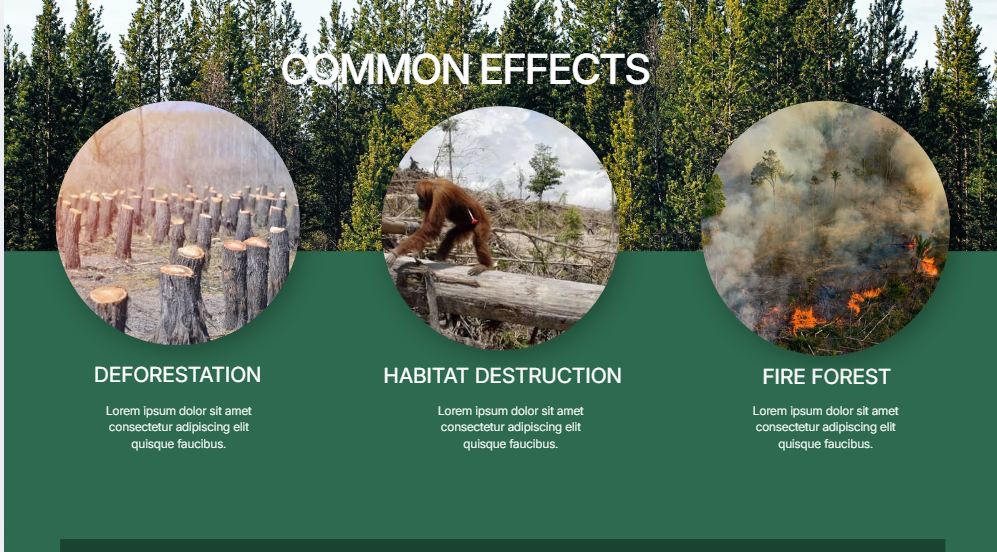 COMMON EFFECTS
DEFORESTATION
Lorem ipsum dolor sit amet
consectetur adipiscing elit
quisque faucibus.
HABITAT DESTRUCTION
Lorem ipsum dolor sit amet
consectetur adipiscing elit
quisque faucibus.
FIRE FOREST
Lorem ipsum dolor sit amet
consectetur adipiscing elit
quisque faucibus.